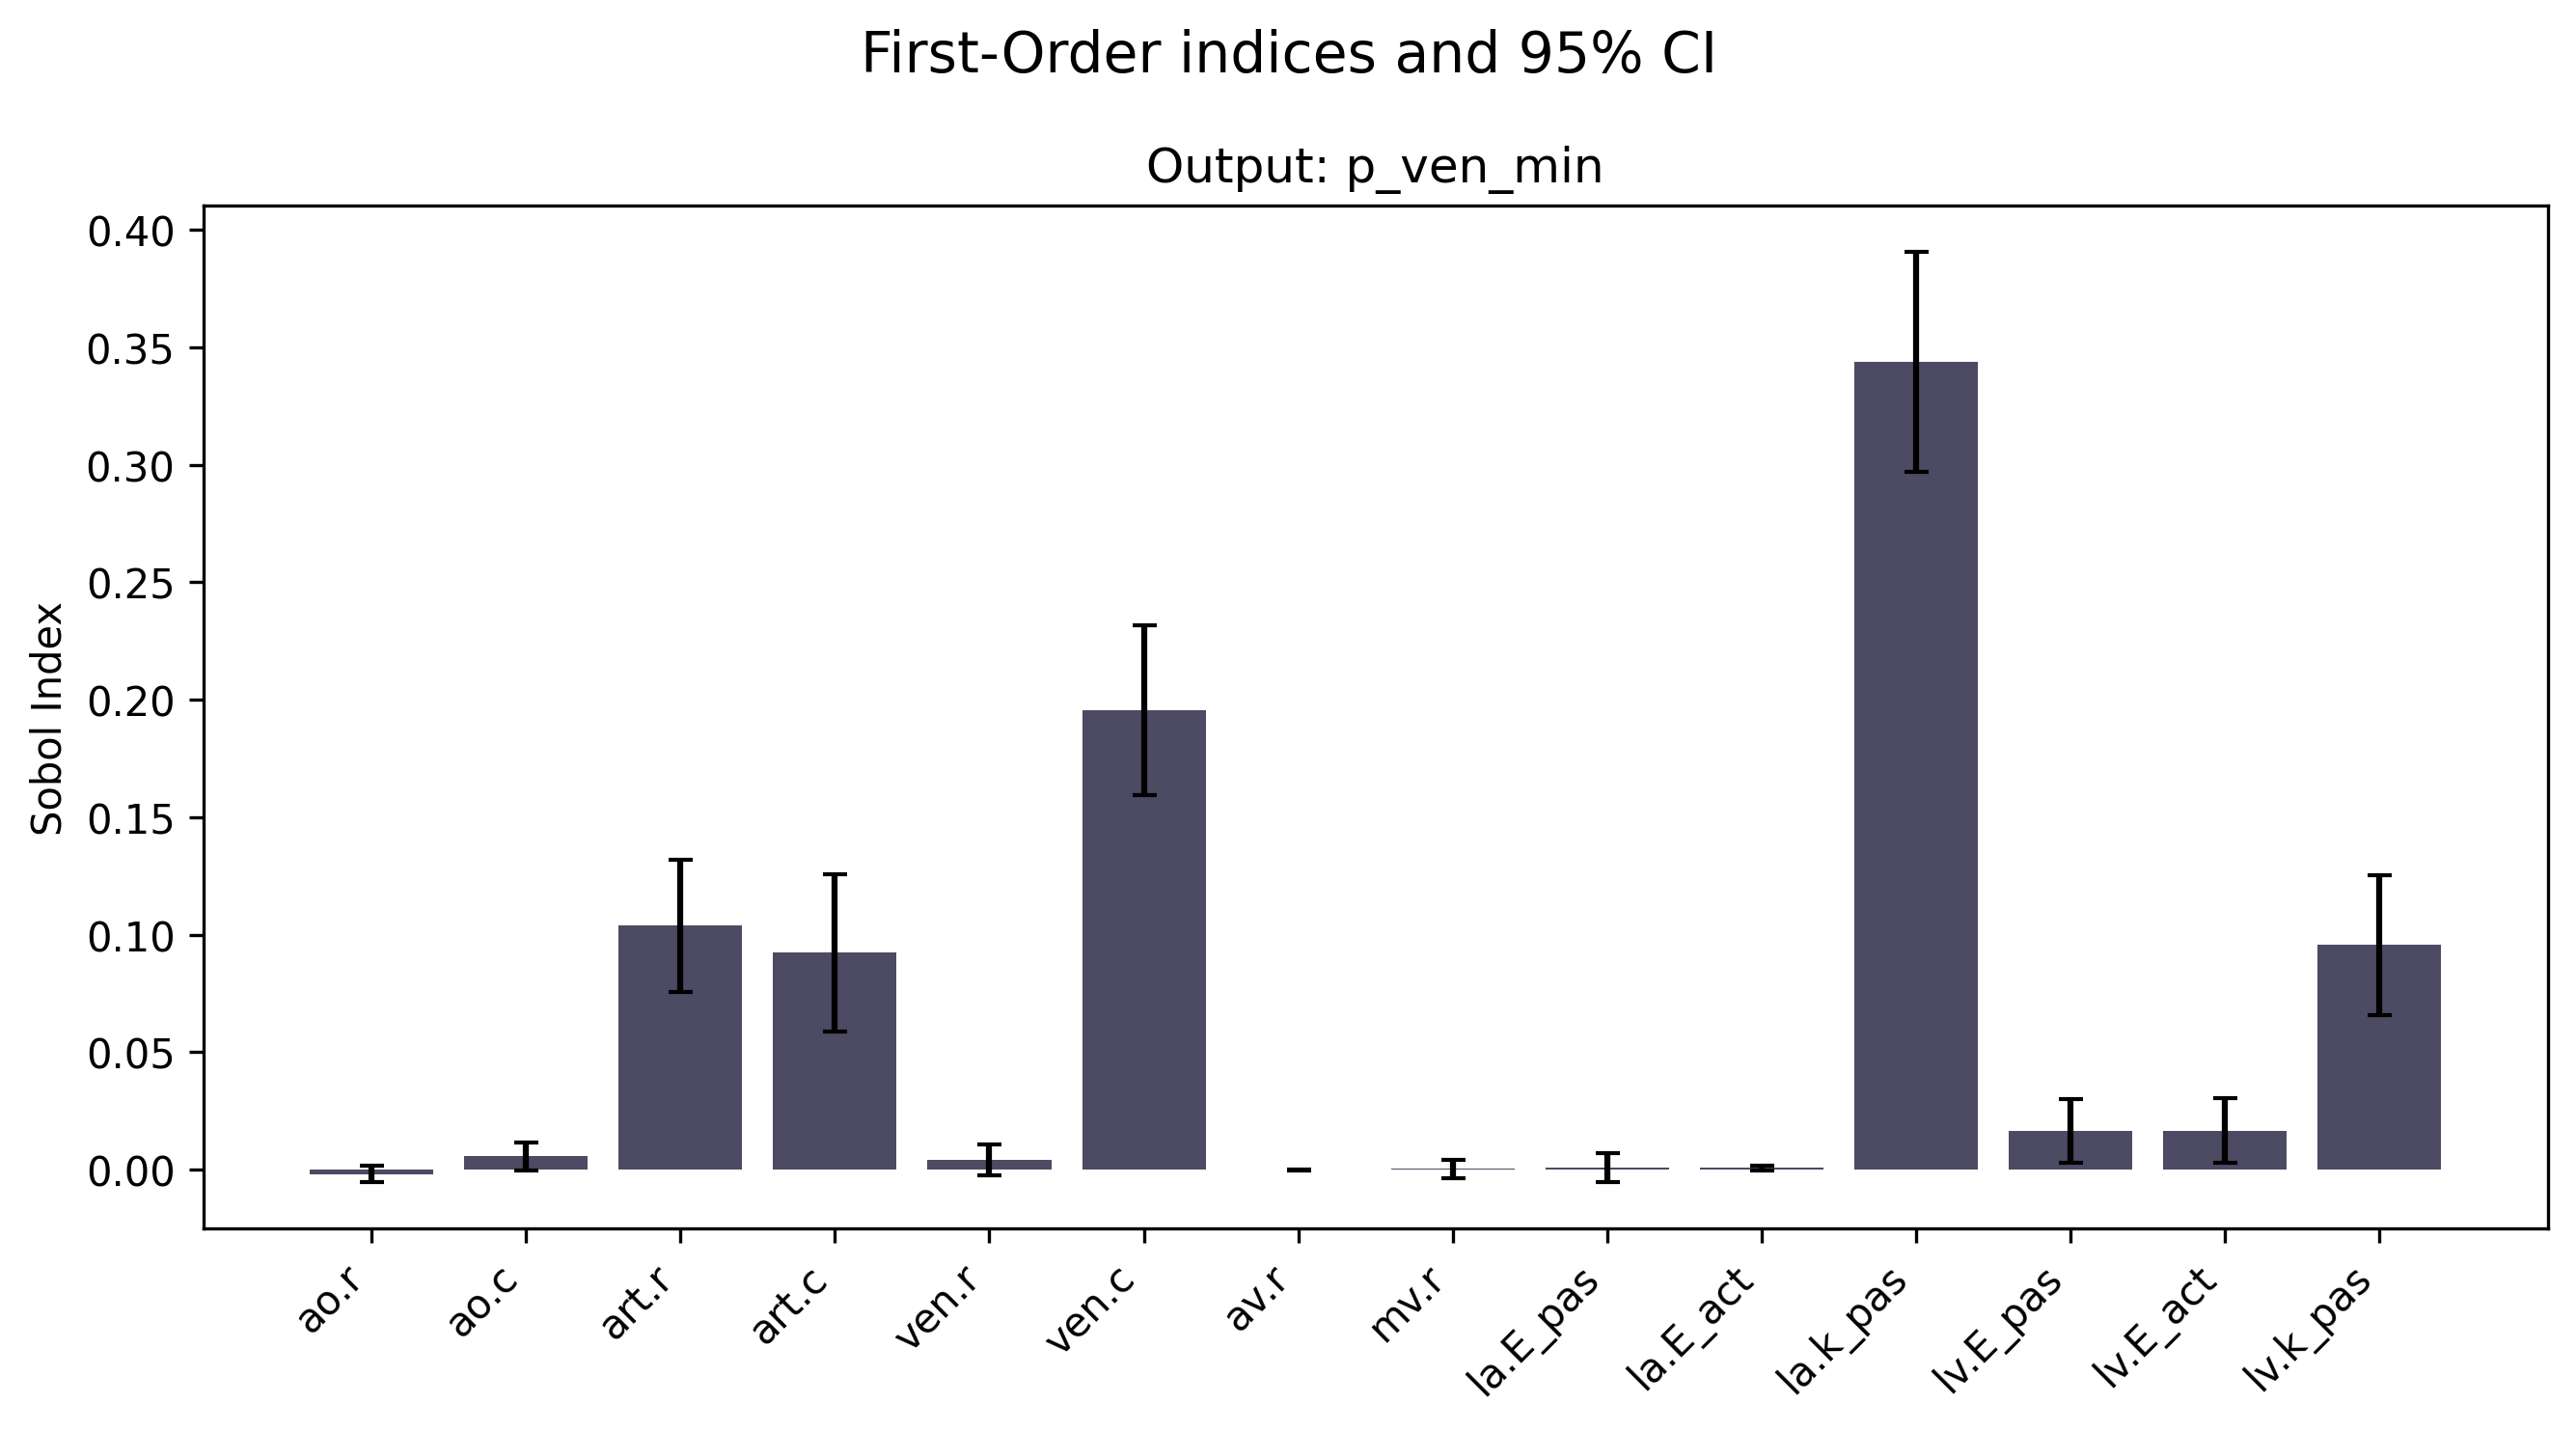 First-Order indices and 95% CI
Output: p_ven_min
Sobol Index
0.40
0.35
0.30
0.25
0.20
0.15
0.10
0.05
0.00
ao.r
ao.c
art.r
art.c
ven.r
ven.c
av.r
mv.r
la.E_pas
la.E_act
la.k_pas
lv.E_pas
lv.E_act
lv.k_pas